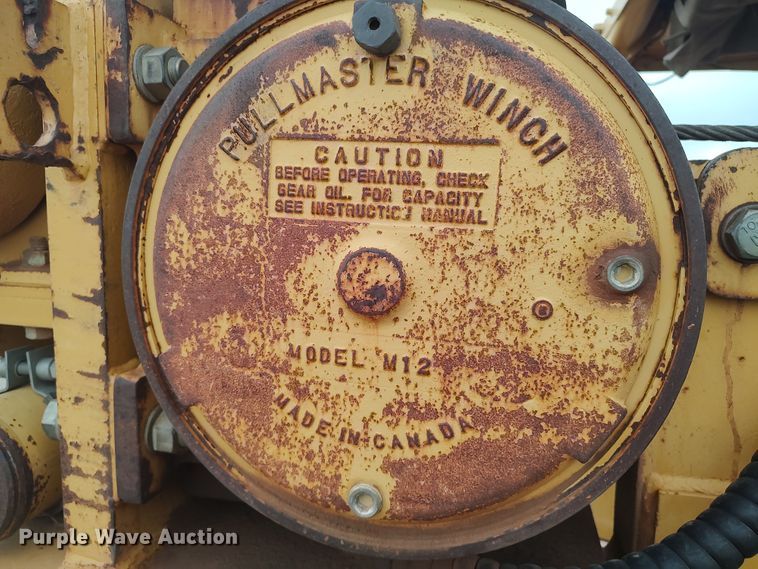 PULLMASTER WINCH
CAUTION
BEFORE OPERATING, CHECK
GEAR OIL. FOR CAPACITY
SEE INSTRUCTION MANUAL
MODEL M12
MADE IN CANADA
Purple Wave Auction